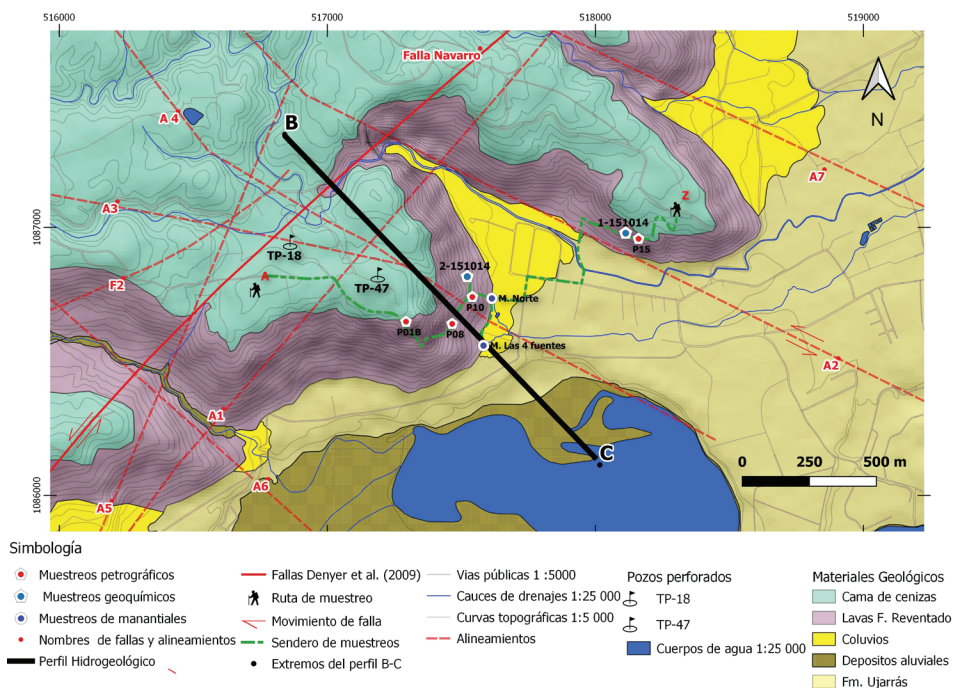 516000
517000
518000
519000
Falla Navarro
A 4
B
N
A7
A3
Z
1-151014
P15
1087000
TP-18
2-151014
A
TP-47
F2
P10
M. Norte
P01B
P08
M. Las 4 fuentes
A2
A1
C
0 250 500 m
A6
1086000
A5
Simbología
Muestreos petrográficos
Muestreos geoquímicos
Muestreos de manantiales
Nombres de fallas y alineamientos
Perfil Hidrogeológico
Fallas Denyer et al. (2009)
Ruta de muestreo
Movimiento de falla
Sendero de muestreos
Extremos del perfil B-C
Vias públicas 1 :5000
Cauces de drenajes 1:25 000
Curvas topográficas 1:5 000
Alineamientos
Pozos perforados
TP-18
TP-47
Cuerpos de agua 1:25 000
Materiales Geológicos
Cama de cenizas
Lavas F. Reventado
Coluvios
Depositos aluviales
Fm. Ujarrás